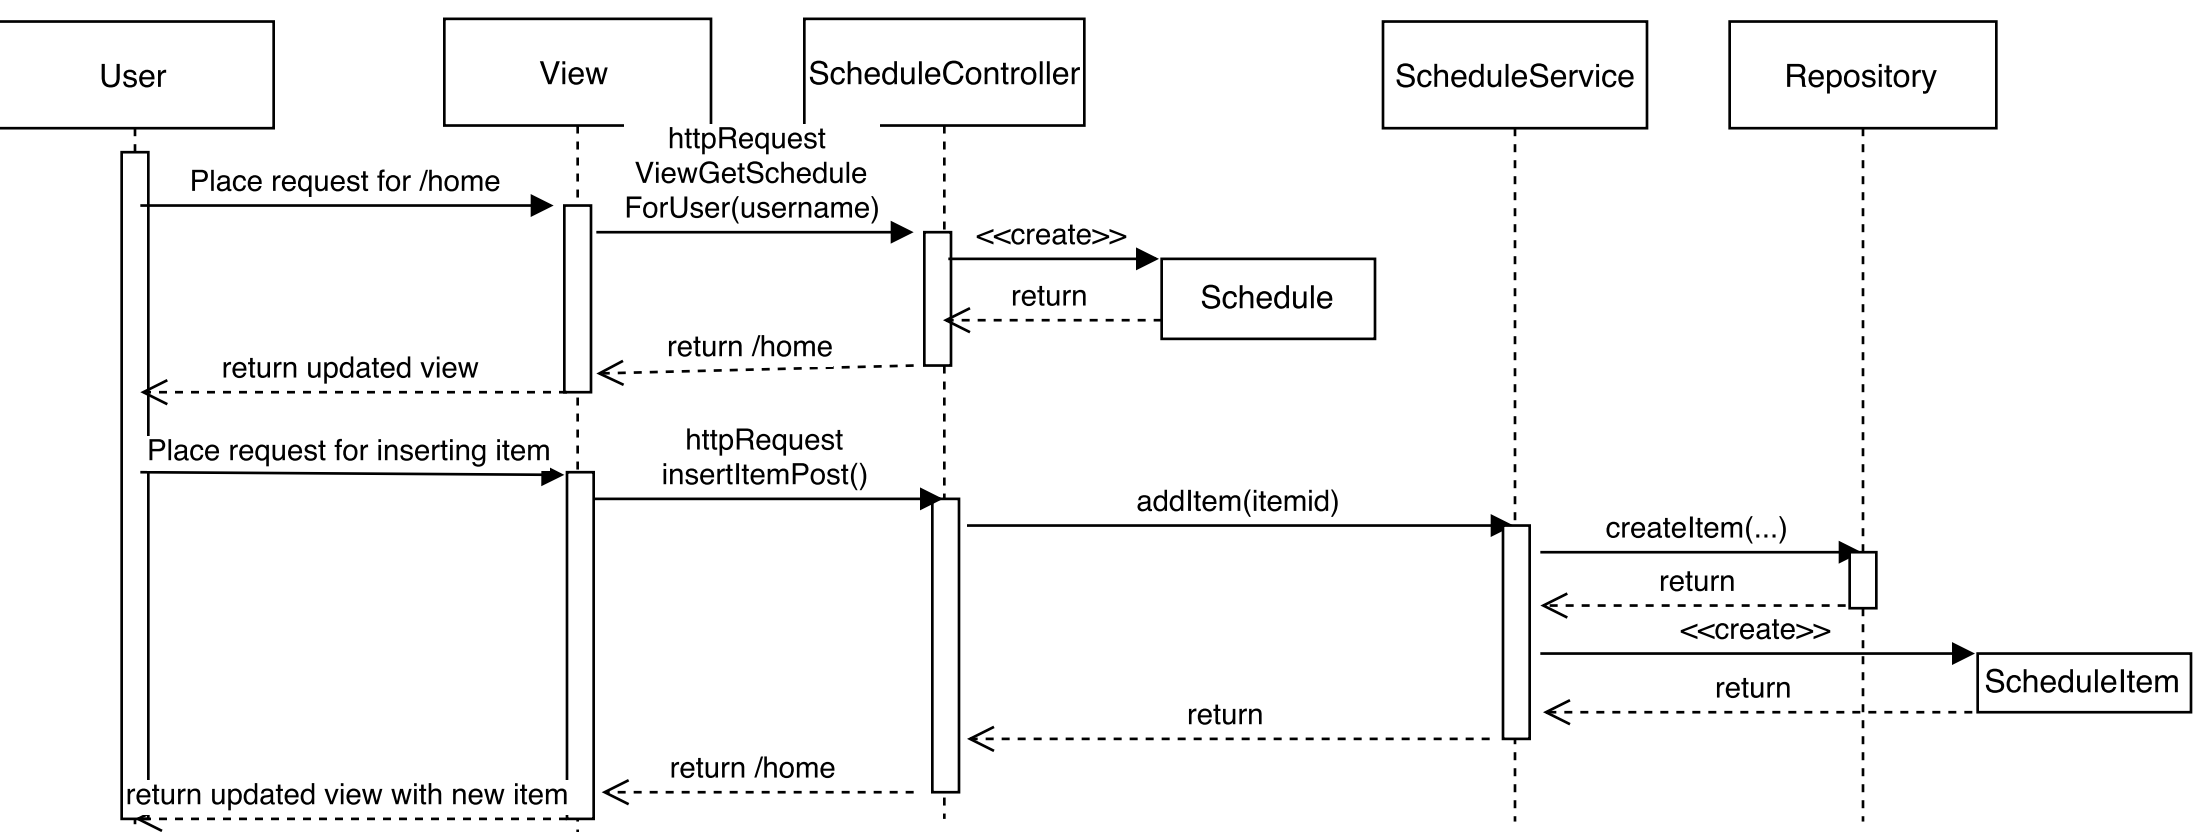 User
View
ScheduleController
ScheduleService
Repository
httpRequest
ViewGetSchedule
ForUser(username)
Place request for /home
<<create>>
Schedule
return
return /home
return updated view
Place request for inserting item
httpRequest
insertItemPost()
addItem(itemid)
createItem(...)
return
<<create>>
ScheduleItem
return
return
return /home
return updated view with new item